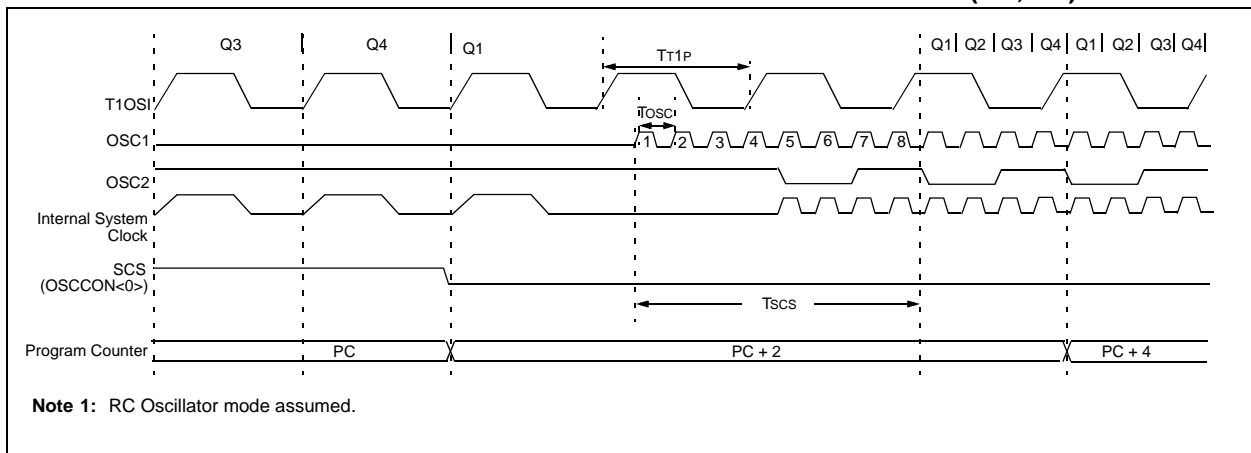 Q3 Q4 Q1 Q1 Q2 Q3 Q4 Q1 Q2 Q3 Q4
TT1P
T1OSI
TOSC
OSC1
1 2 3 4 5 6 7 8
OSC2
Internal System
Clock
SCS
(OSCCON<0>)
TSCS
Program Counter PC PC + 2 PC + 4
Note 1: RC Oscillator mode assumed.